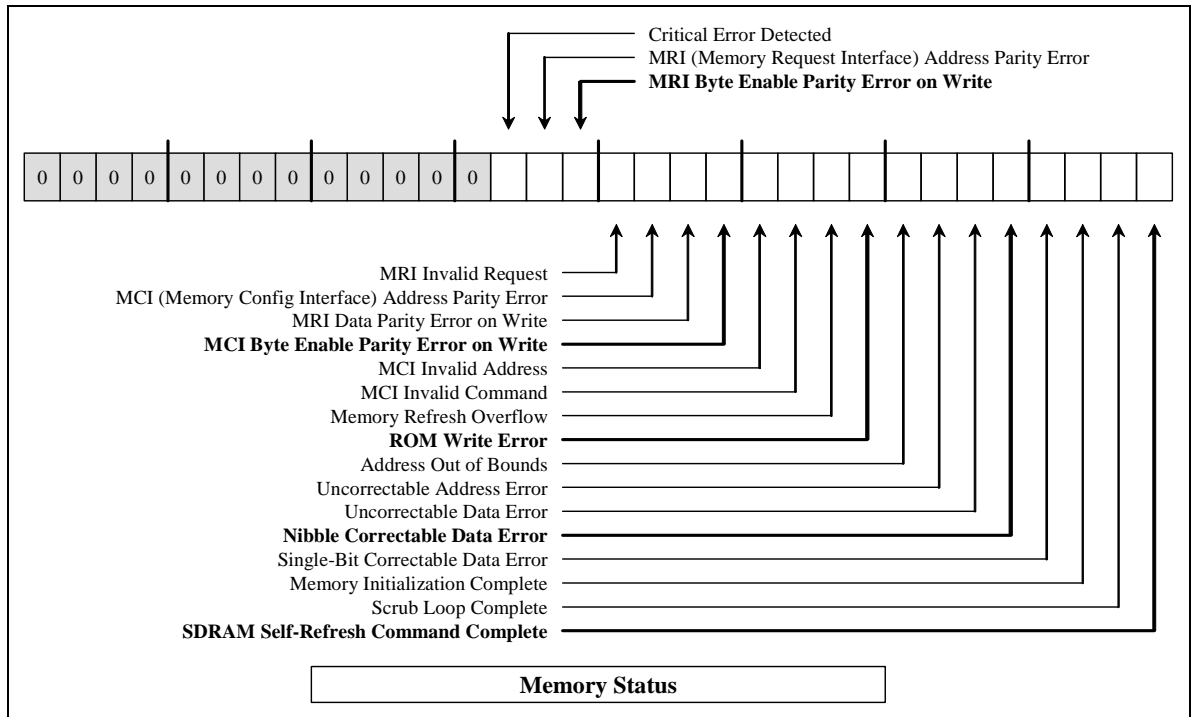 Critical Error Detected
MRI (Memory Request Interface) Address Parity Error
MRI Byte Enable Parity Error on Write
0 0 0 0 0 0 0 0 0 0 0 0 0
MRI Invalid Request
MCI (Memory Config Interface) Address Parity Error
MRI Data Parity Error on Write
MCI Byte Enable Parity Error on Write
MCI Invalid Address
MCI Invalid Command
Memory Refresh Overflow
ROM Write Error
Address Out of Bounds
Uncorrectable Address Error
Uncorrectable Data Error
Nibble Correctable Data Error
Single-Bit Correctable Data Error
Memory Initialization Complete
Scrub Loop Complete
SDRAM Self-Refresh Command Complete
Memory Status